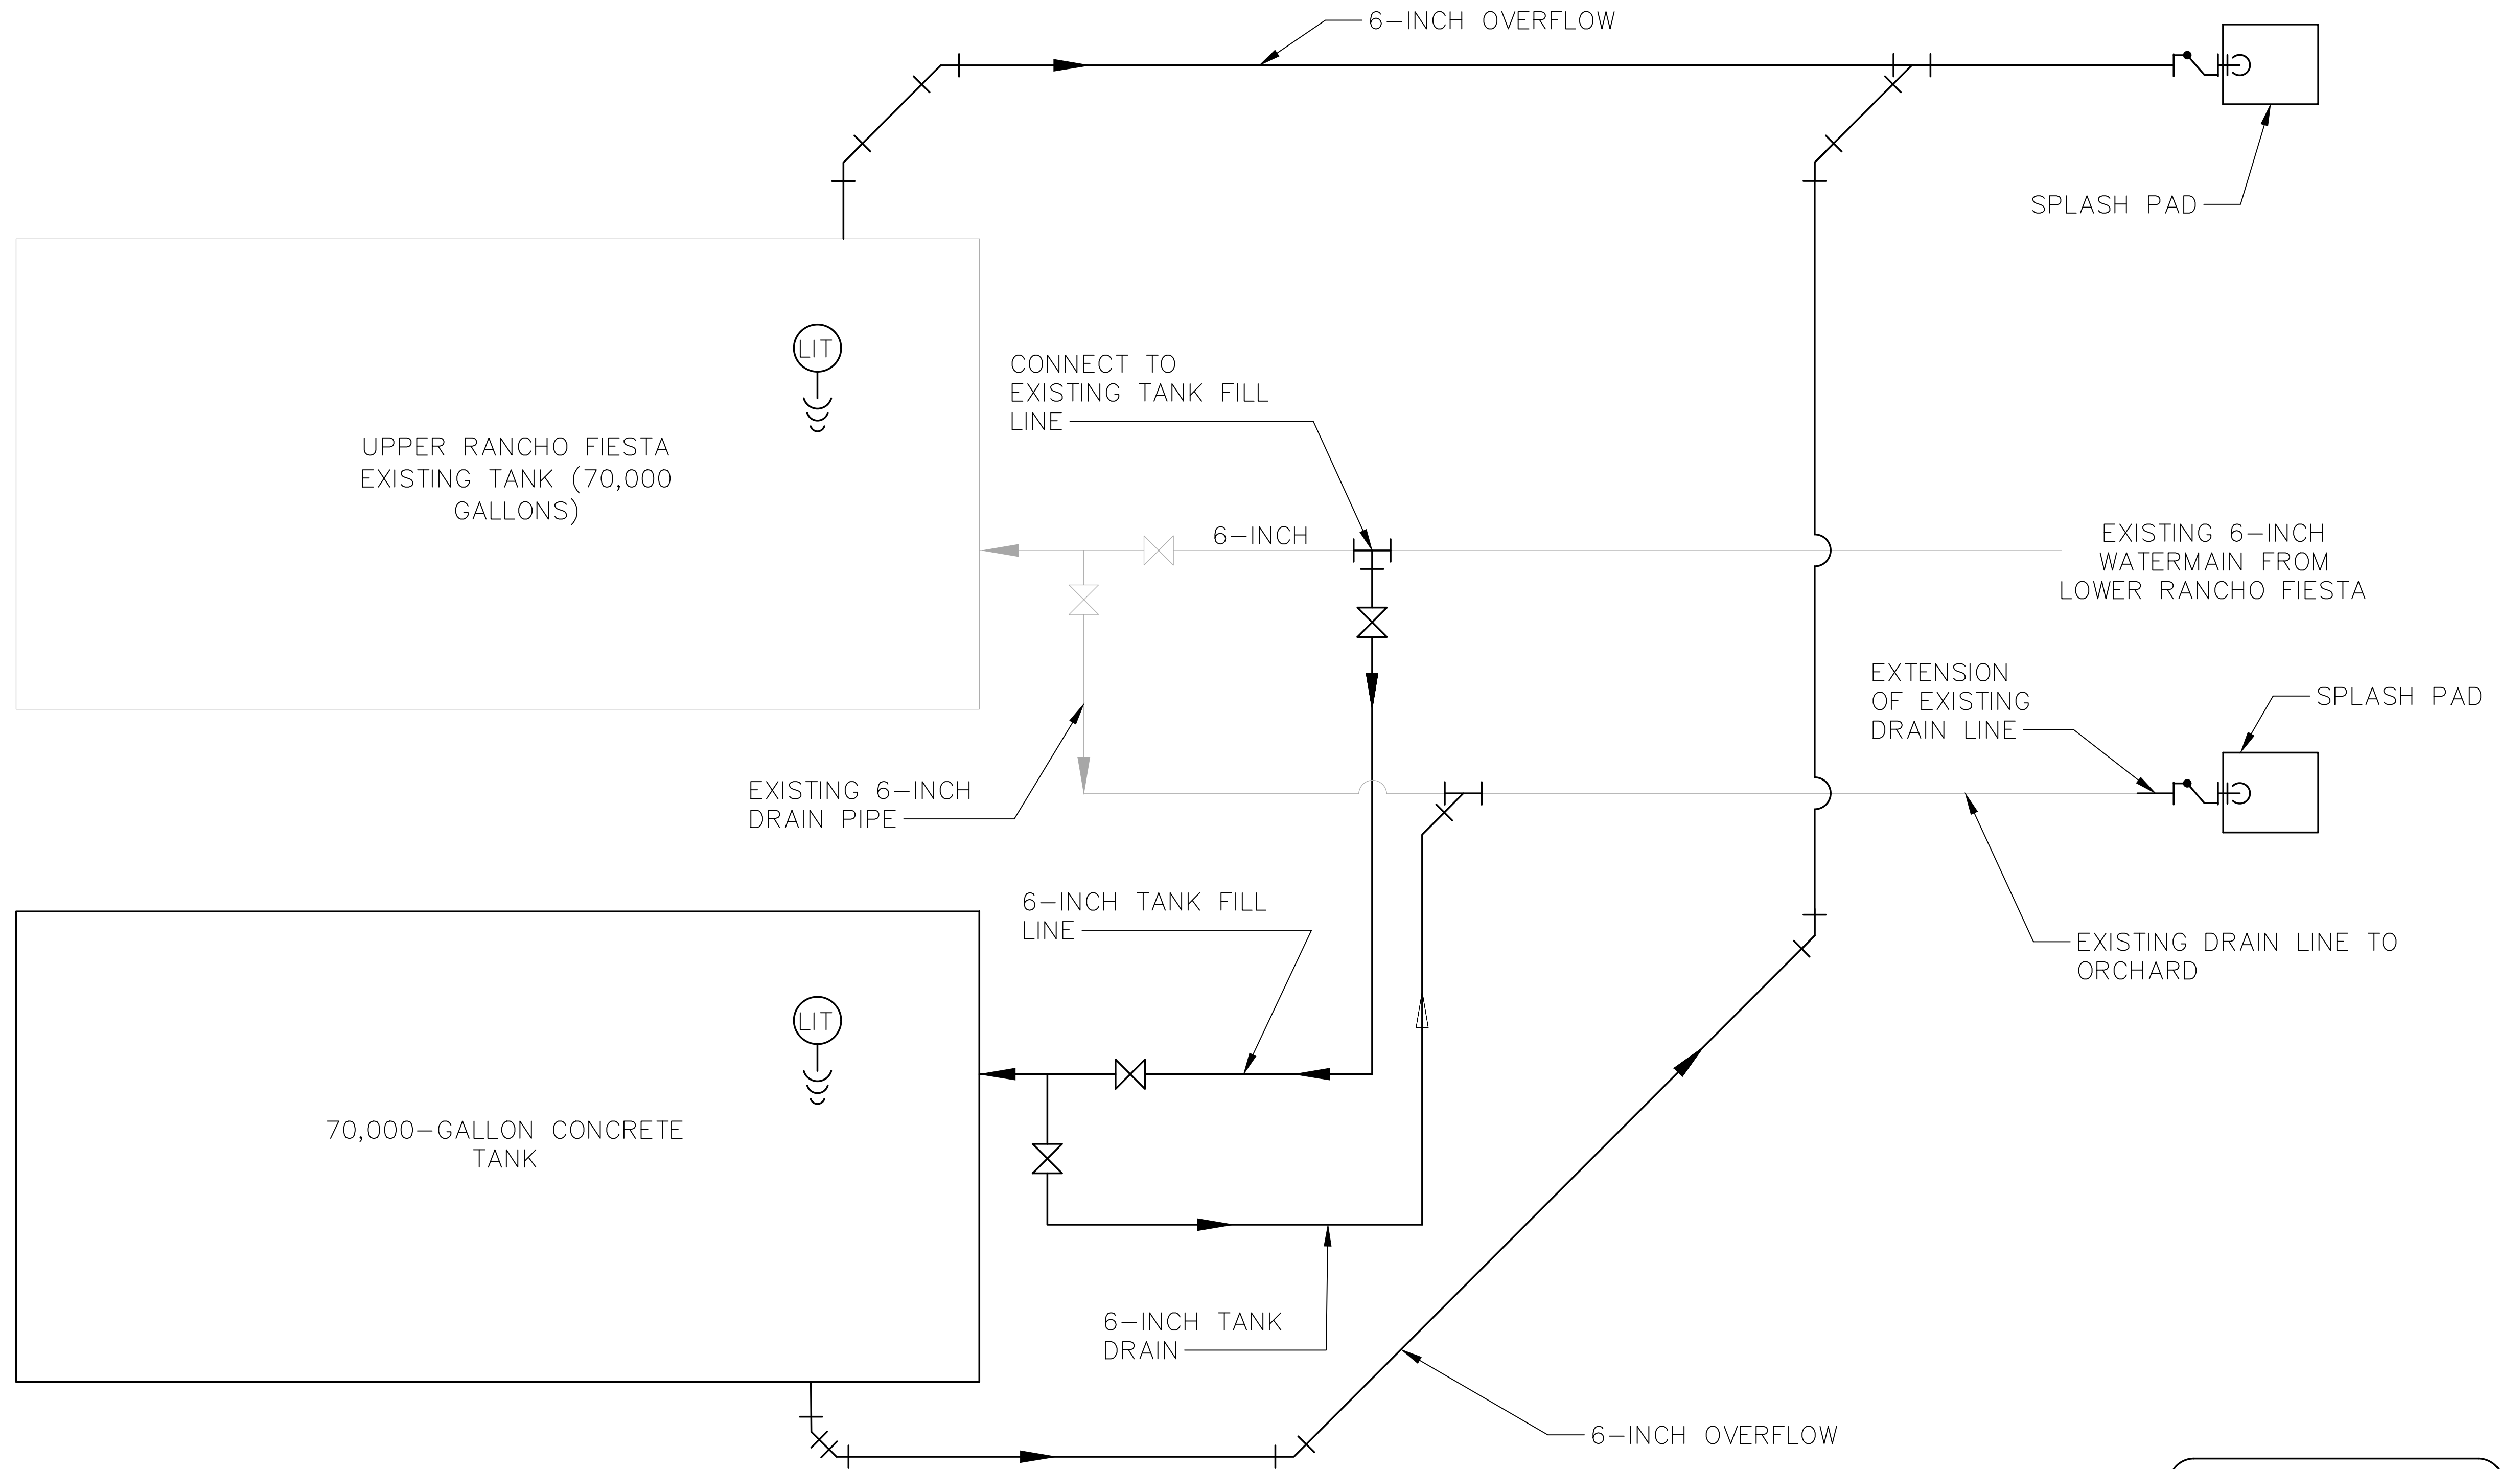 6-INCH OVERFLOW
SPLASH PAD
LIT
UPPER RANCHO FIESTA
EXISTING TANK (70,000
GALLONS)
CONNECT TO
EXISTING TANK FILL
LINE
6-INCH
EXISTING 6-INCH
WATERMAIN FROM
LOWER RANCHO FIESTA
EXTENSION
OF EXISTING
DRAIN LINE
SPLASH PAD
EXISTING 6-INCH
DRAIN PIPE
6-INCH TANK FILL
LINE
EXISTING DRAIN LINE TO
ORCHARD
LIT
70,000-GALLON CONCRETE
TANK
6-INCH TANK
DRAIN
6-INCH OVERFLOW